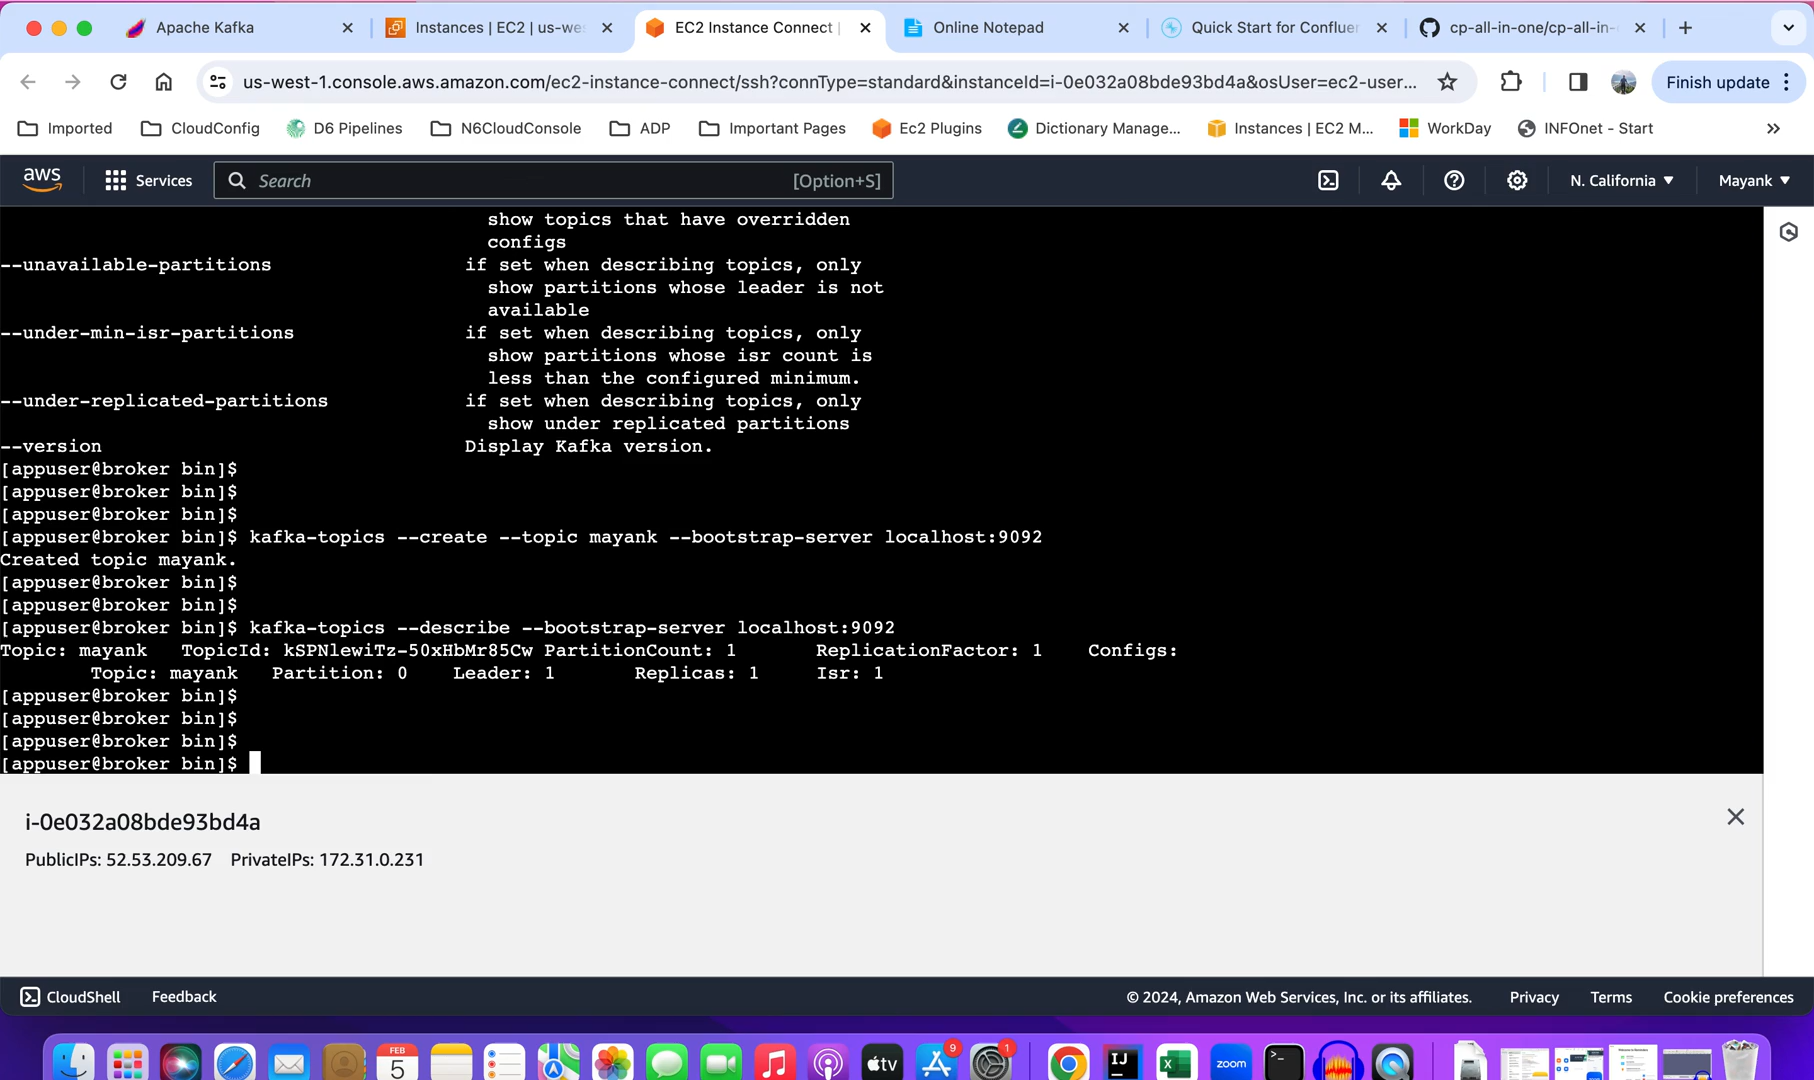 Apache Kafka
Instances | EC2 | us-wes
EC2 Instance Connect |
Online Notepad
Quick Start for Confluen
cp-all-in-one/cp-all-in-
us-west-1.console.aws.amazon.com/ec2-instance-connect/ssh?connType=standard&instanceId=i-0e032a08bde93bd4a&osUser=ec2-user...
Finish update
Imported
CloudConfig
D6 Pipelines
N6CloudConsole
ADP
Important Pages
Ec2 Plugins
Dictionary Manage...
Instances | EC2 M...
WorkDay
INFOnet - Start
aws
Services
Search
[Option+S]
N. California
Mayank
show topics that have overridden
configs
--unavailable-partitions if set when describing topics, only
show partitions whose leader is not
available
--under-min-isr-partitions if set when describing topics, only
show partitions whose isr count is
less than the configured minimum.
--under-replicated-partitions if set when describing topics, only
show under replicated partitions
--version Display Kafka version.
[appuser@broker bin]$
[appuser@broker bin]$
[appuser@broker bin]$
[appuser@broker bin]$ kafka-topics --create --topic mayank --bootstrap-server localhost:9092
Created topic mayank.
[appuser@broker bin]$
[appuser@broker bin]$
[appuser@broker bin]$ kafka-topics --describe --bootstrap-server localhost:9092
Topic: mayank TopicId: kSPNlewiTz-50xHbMr85Cw PartitionCount: 1 ReplicationFactor: 1 Configs:
Topic: mayank Partition: 0 Leader: 1 Replicas: 1 Isr: 1
[appuser@broker bin]$
[appuser@broker bin]$
[appuser@broker bin]$
[appuser@broker bin]$
i-0e032a08bde93bd4a
PublicIPs: 52.53.209.67 PrivateIPs: 172.31.0.231
CloudShell
Feedback
© 2024, Amazon Web Services, Inc. or its affiliates.
Privacy
Terms
Cookie preferences
FEB
5
tv
9
1
IJ
X
zoom
>_